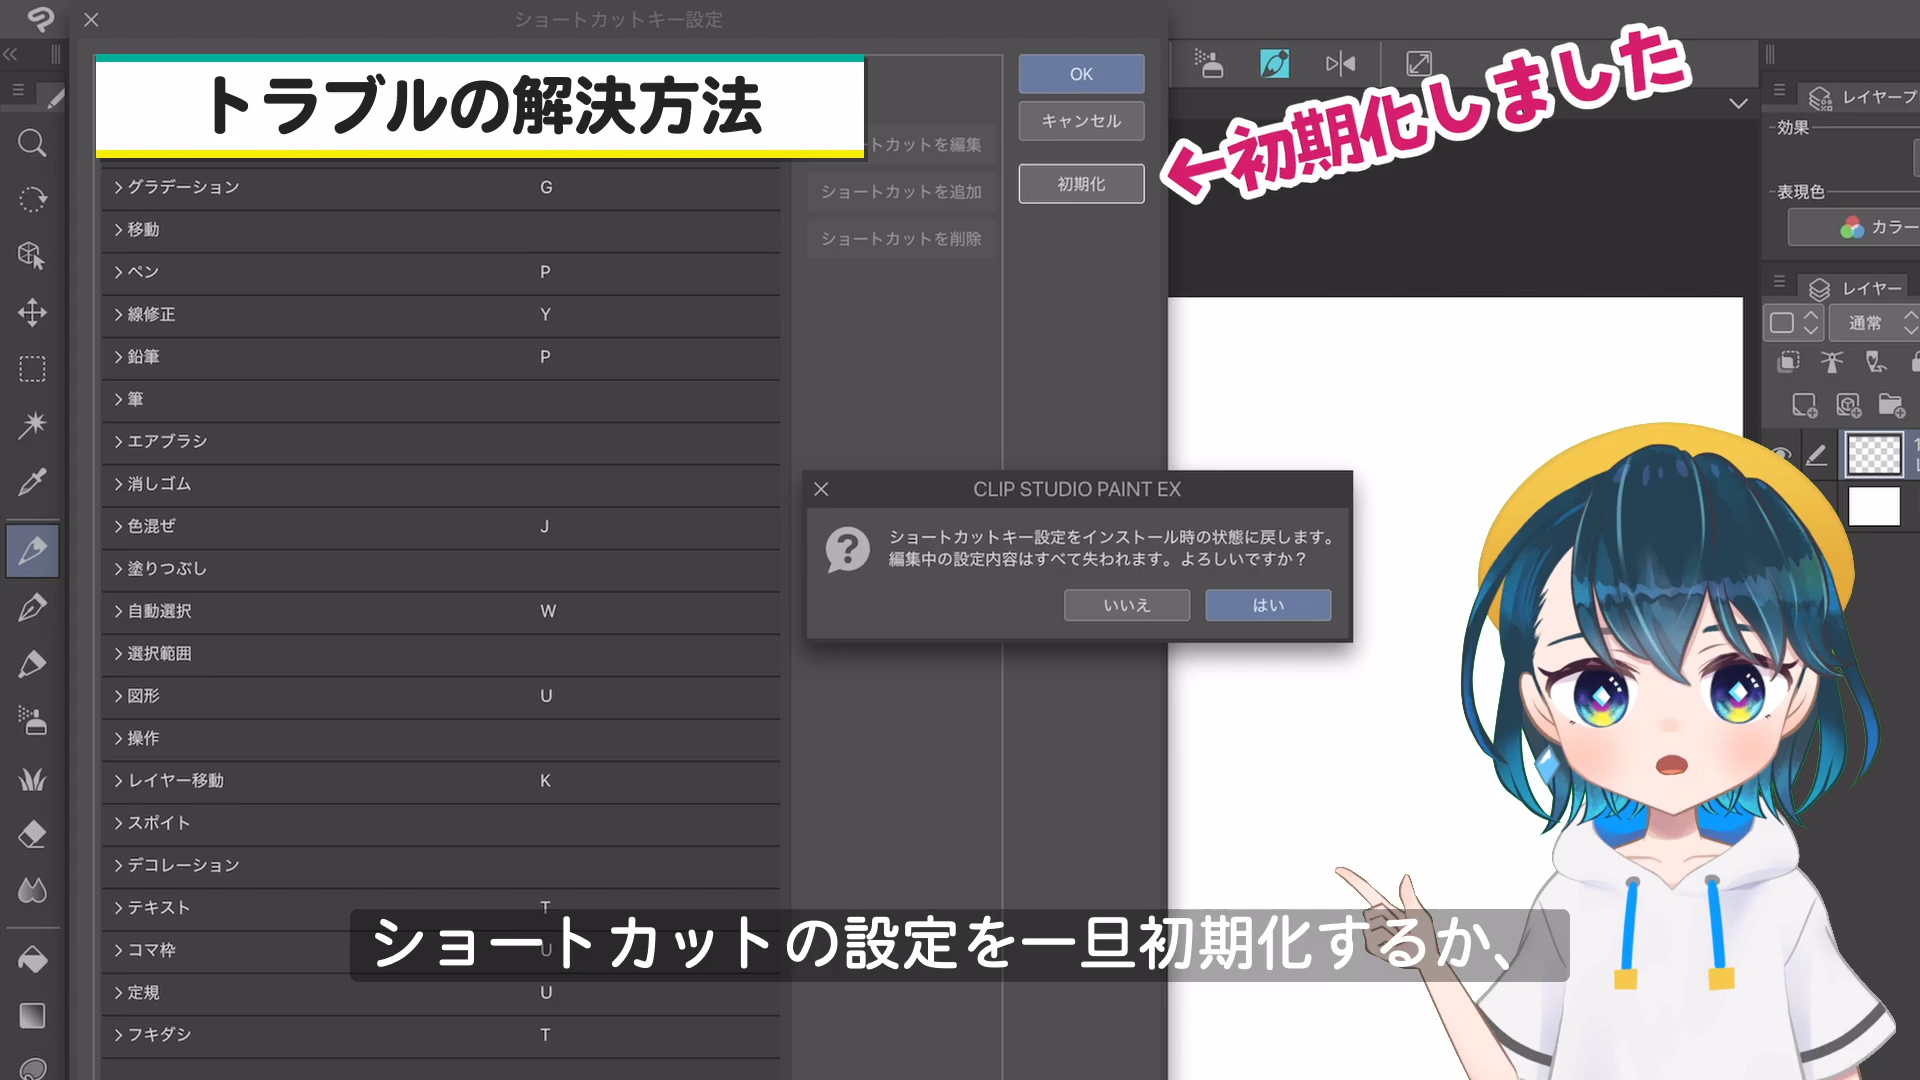 ショートカットキー設定
トラブルの解決方法
OK
キャンセル
初期化
←初期化しました
トカットを編集
ショートカットを追加
ショートカットを削除
グラデーション G
移動
ペン P
線修正 Y
鉛筆 P
筆
エアブラシ
消しゴム
色混ぜ J
塗りつぶし
自動選択 W
選択範囲
図形 U
操作
レイヤー移動 K
スポイト
デコレーション
テキスト T
コマ枠 U
定規 U
フキダシ T
CLIP STUDIO PAINT EX
ショートカットキー設定をインストール時の状態に戻します。
編集中の設定内容はすべて失われます。よろしいですか？
いいえ
はい
レイヤープ
効果
表現色
カラー
レイヤー
通常
ショートカットの設定を一旦初期化するか、